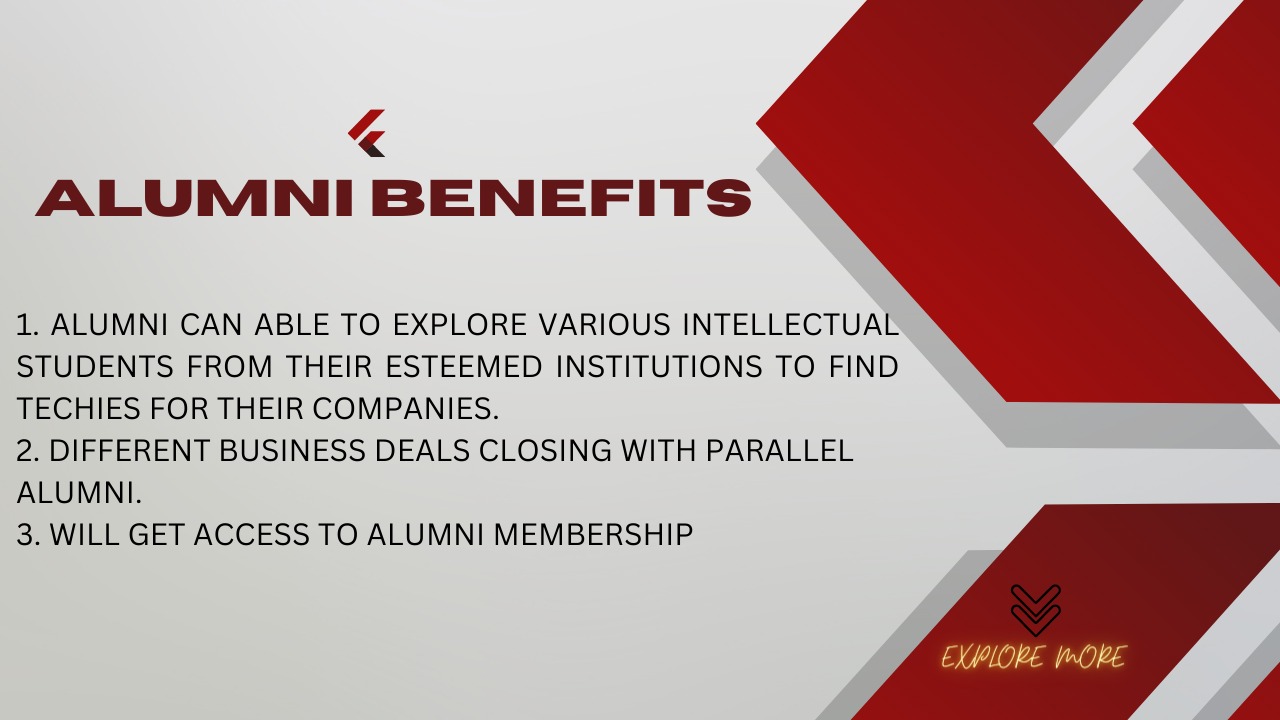 ALUMNI BENEFITS
1. ALUMNI CAN ABLE TO EXPLORE VARIOUS INTELLECTUAL
STUDENTS FROM THEIR ESTEEMED INSTITUTIONS TO FIND
TECHIES FOR THEIR COMPANIES.
2. DIFFERENT BUSINESS DEALS CLOSING WITH PARALLEL
ALUMNI.
3. WILL GET ACCESS TO ALUMNI MEMBERSHIP
EXPLORE MORE